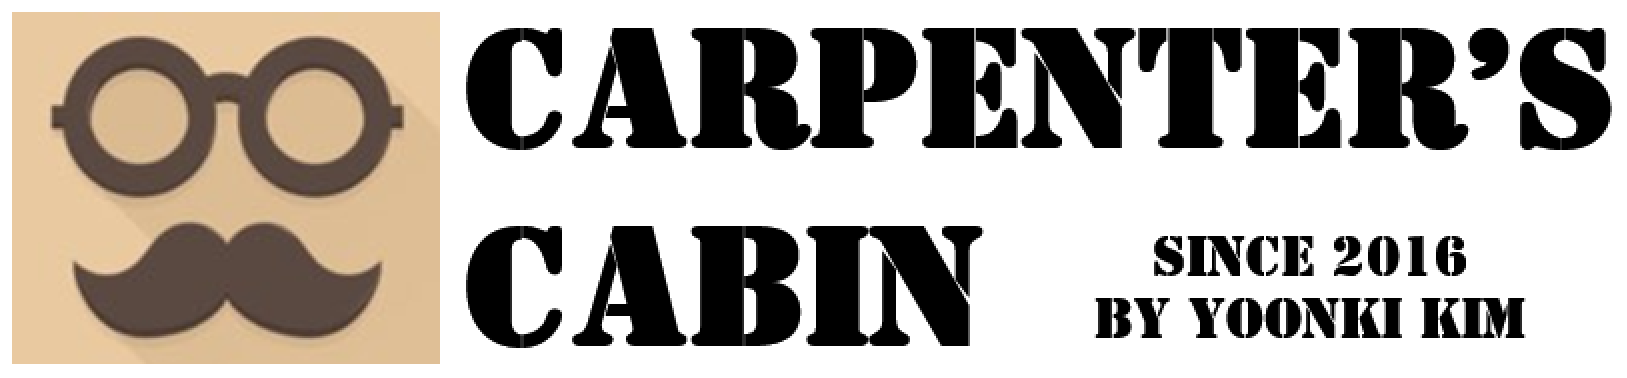 CARPENTER’S
CABIN
SINCE 2016
BY YOONKI KIM